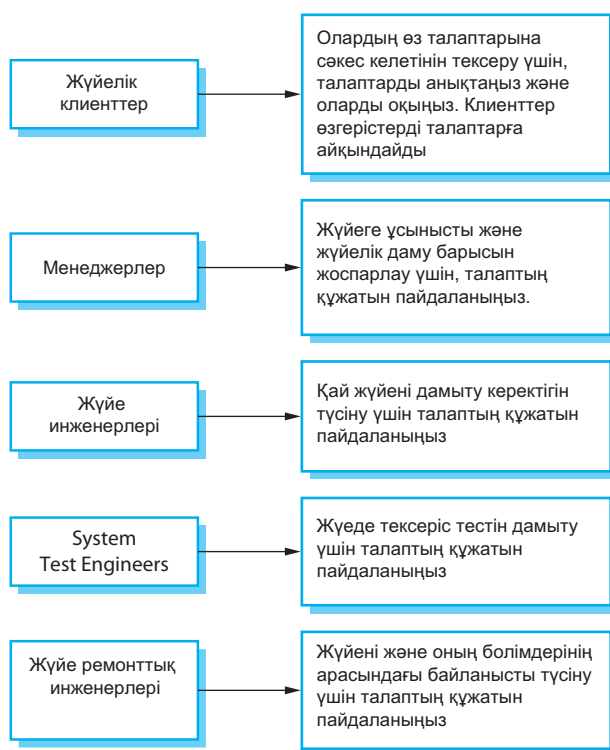 Жүйелік
клиенттер
Олардың өз талаптарына
сәкес келетінін тексеру үшін,
талаптарды анықтаңыз және
оларды оқыңыз. Клиенттер
өзгерістерді талаптарға
айқындайды
Менеджерлер
Жүйеге ұсынысты және
жүйелік даму барысын
жоспарлау үшін, талаптың
құжатын пайдаланыңыз.
Жүйе
инженерлері
Қай жүйені дамыту керектігін
түсіну үшін талаптың құжатын
пайдаланыңыз
System
Test Engineers
Жүеде тексеріс тестін дамыту
үшін талаптың құжатын
пайдаланыңыз
Жүйе ремонттық
инженерлері
Жүйені және оның болімдерінің
арасындағы байланысты түсіну
үшін талаптың құжатын
пайдаланыңыз